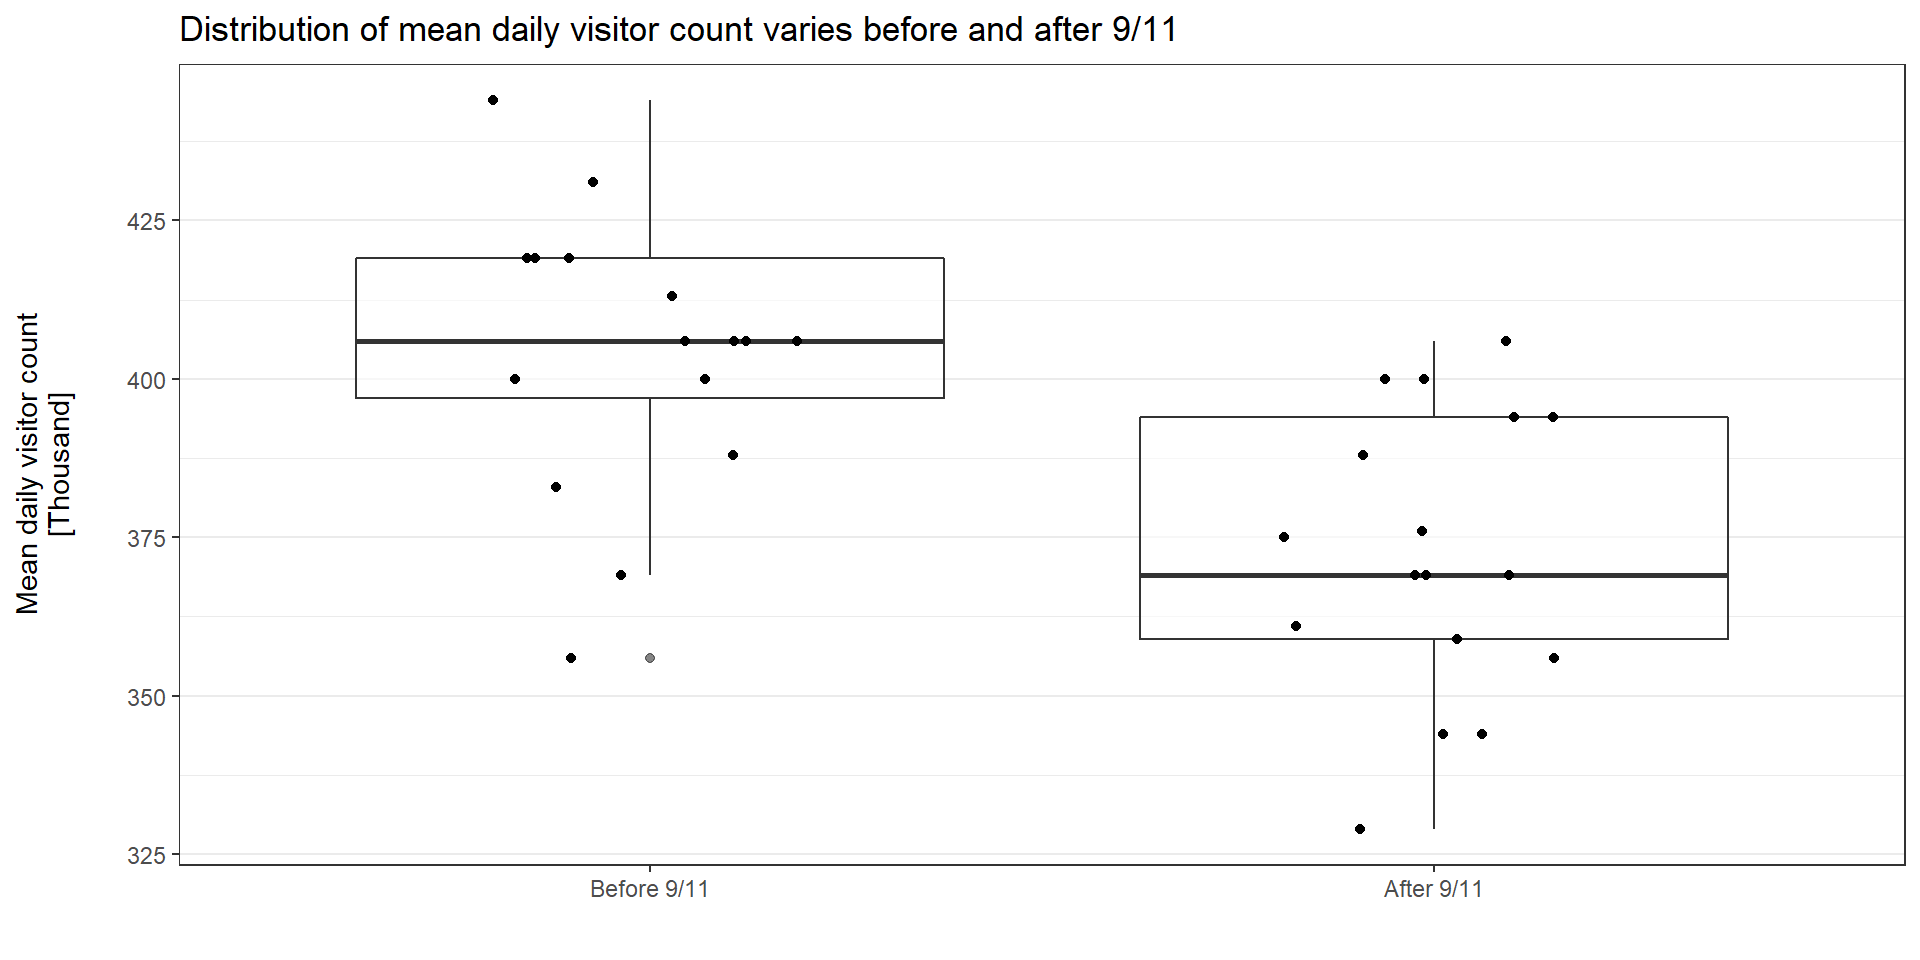 Distribution of mean daily visitor count varies before and after 9/11
Mean daily visitor count
[Thousand]
425
400
375
350
325
Before 9/11
After 9/11